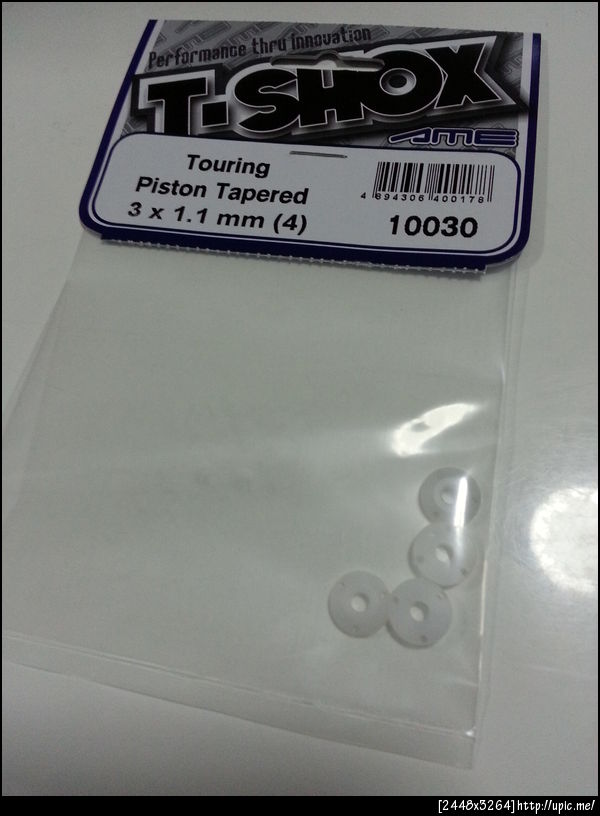 Performance thru Innovation
T-SHOX
AME
Touring
Piston Tapered
3 x 1.1 mm (4)
4 894306 400178
10030
[2448x3264]http://upic.me/